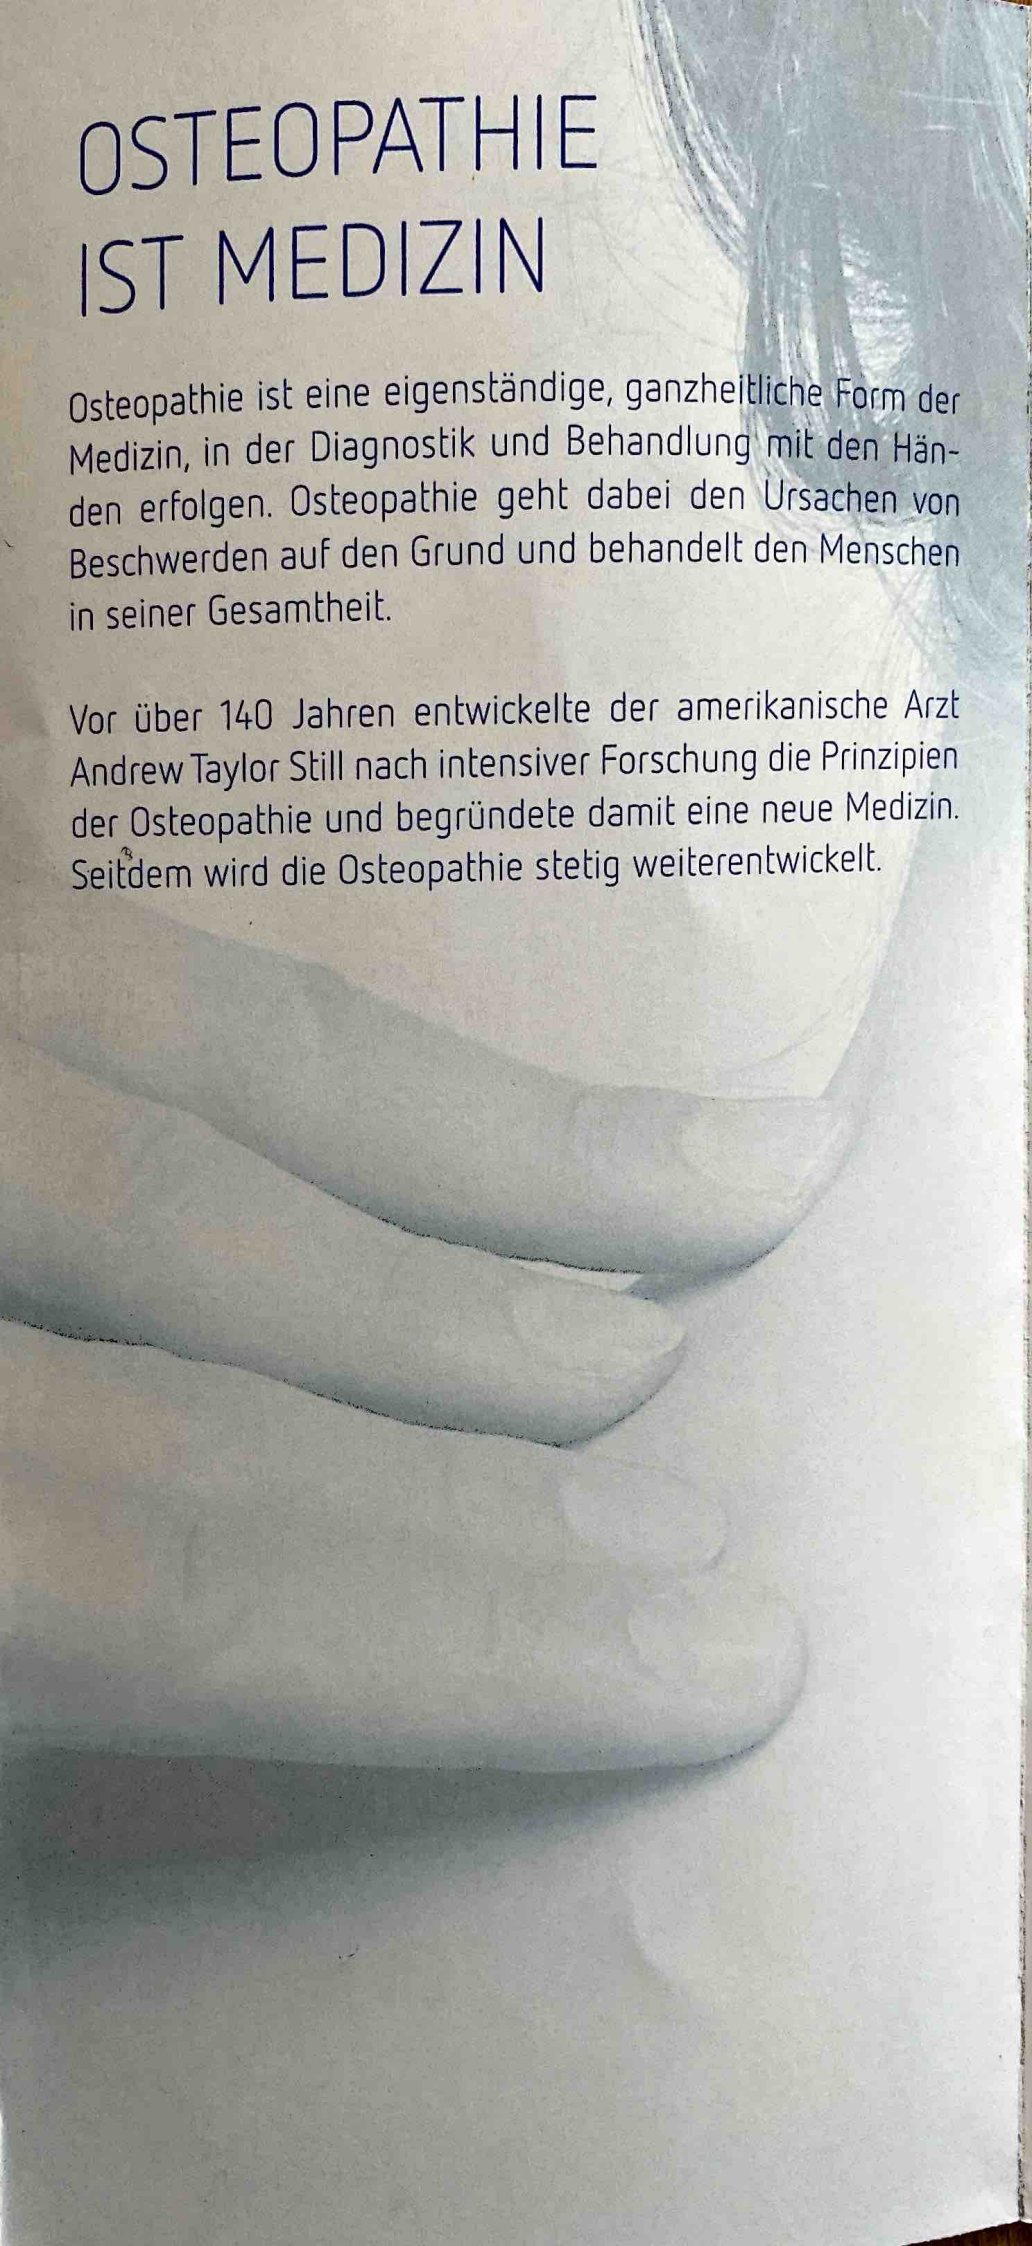 OSTEOPATHIE
IST MEDIZIN
Osteopathie ist eine eigenständige, ganzheitliche Form der
Medizin, in der Diagnostik und Behandlung mit den Hän-
den erfolgen. Osteopathie geht dabei den Ursachen von
Beschwerden auf den Grund und behandelt den Menschen
in seiner Gesamtheit.
Vor über 140 Jahren entwickelte der amerikanische Arzt
Andrew Taylor Still nach intensiver Forschung die Prinzipien
der Osteopathie und begründete damit eine neue Medizin.
Seitdem wird die Osteopathie stetig weiterentwickelt.